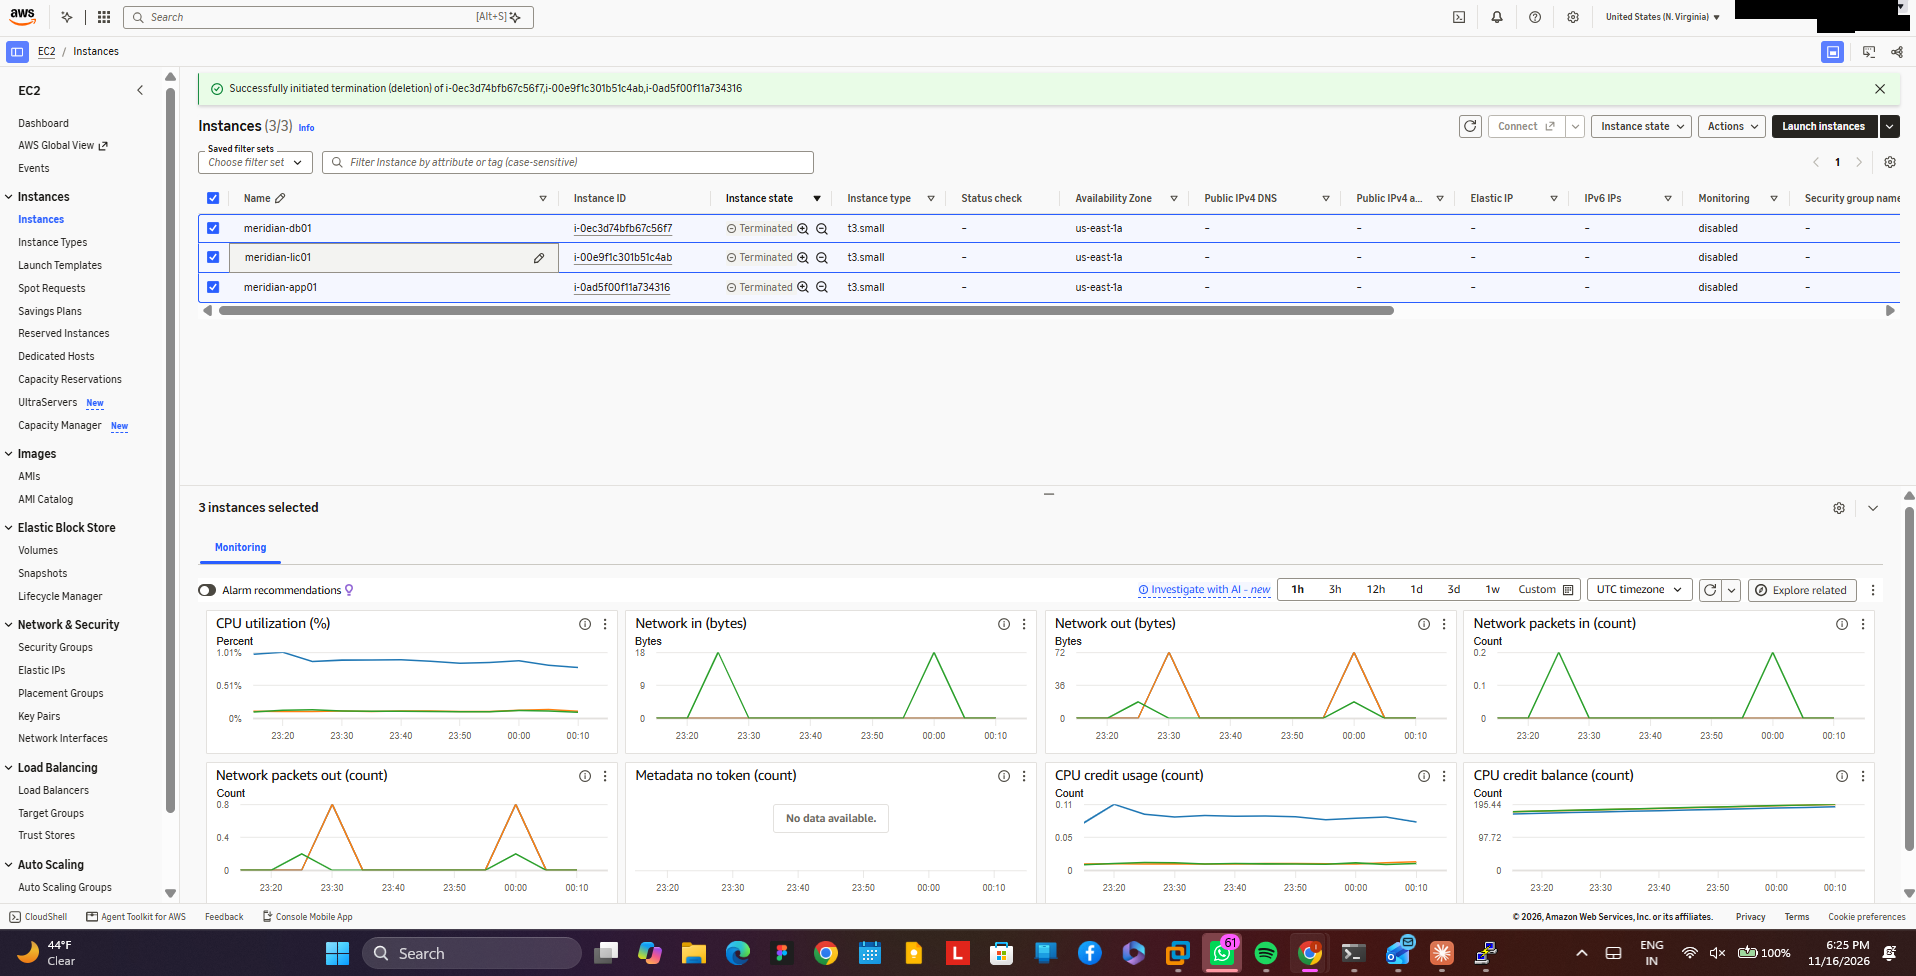 aws
Search [Alt+S]
United States (N. Virginia)
EC2 / Instances
EC2
Dashboard
AWS Global View
Events
Instances
Instances
Instance Types
Launch Templates
Spot Requests
Savings Plans
Reserved Instances
Dedicated Hosts
Capacity Reservations
UltraServers New
Capacity Manager New
Images
AMIs
AMI Catalog
Elastic Block Store
Volumes
Snapshots
Lifecycle Manager
Network & Security
Security Groups
Elastic IPs
Placement Groups
Key Pairs
Network Interfaces
Load Balancing
Load Balancers
Target Groups
Trust Stores
Auto Scaling
Auto Scaling Groups
Successfully initiated termination (deletion) of i-0ec3d74bfb67c56f7,i-00e9f1c301b51c4ab,i-0ad5f00f11a734316
Instances (3/3) Info
Connect Instance state Actions Launch instances
Saved filter sets
Choose filter set Filter Instance by attribute or tag (case-sensitive) 1
Name Instance ID Instance state Instance type Status check Availability Zone Public IPv4 DNS Public IPv4 a... Elastic IP IPv6 IPs Monitoring Security group name
meridian-db01 i-0ec3d74bfb67c56f7 Terminated t3.small – us-east-1a – – – – disabled –
meridian-lic01 i-00e9f1c301b51c4ab Terminated t3.small – us-east-1a – – – – disabled –
meridian-app01 i-0ad5f00f11a734316 Terminated t3.small – us-east-1a – – – – disabled –
3 instances selected
Monitoring
Alarm recommendations Investigate with AI - new 1h 3h 12h 1d 3d 1w Custom UTC timezone Explore related
CPU utilization (%)
Percent
1.01%
0.51%
0%
23:20 23:30 23:40 23:50 00:00 00:10
Network in (bytes)
Bytes
18
9
0
23:20 23:30 23:40 23:50 00:00 00:10
Network out (bytes)
Bytes
72
36
0
23:20 23:30 23:40 23:50 00:00 00:10
Network packets in (count)
Count
0.2
0.1
0
23:20 23:30 23:40 23:50 00:00 00:10
Network packets out (count)
Count
0.8
0.4
0
23:20 23:30 23:40 23:50 00:00 00:10
Metadata no token (count)
No data available.
23:20 23:30 23:40 23:50 00:00 00:10
CPU credit usage (count)
Count
0.11
0.05
0
23:20 23:30 23:40 23:50 00:00 00:10
CPU credit balance (count)
Count
195.44
97.72
0
23:20 23:30 23:40 23:50 00:00 00:10
CloudShell Agent Toolkit for AWS Feedback Console Mobile App
© 2026, Amazon Web Services, Inc. or its affiliates. Privacy Terms Cookie preferences
44°F
Clear
Search
L
61
ENG
IN
100%
6:25 PM
11/16/2026